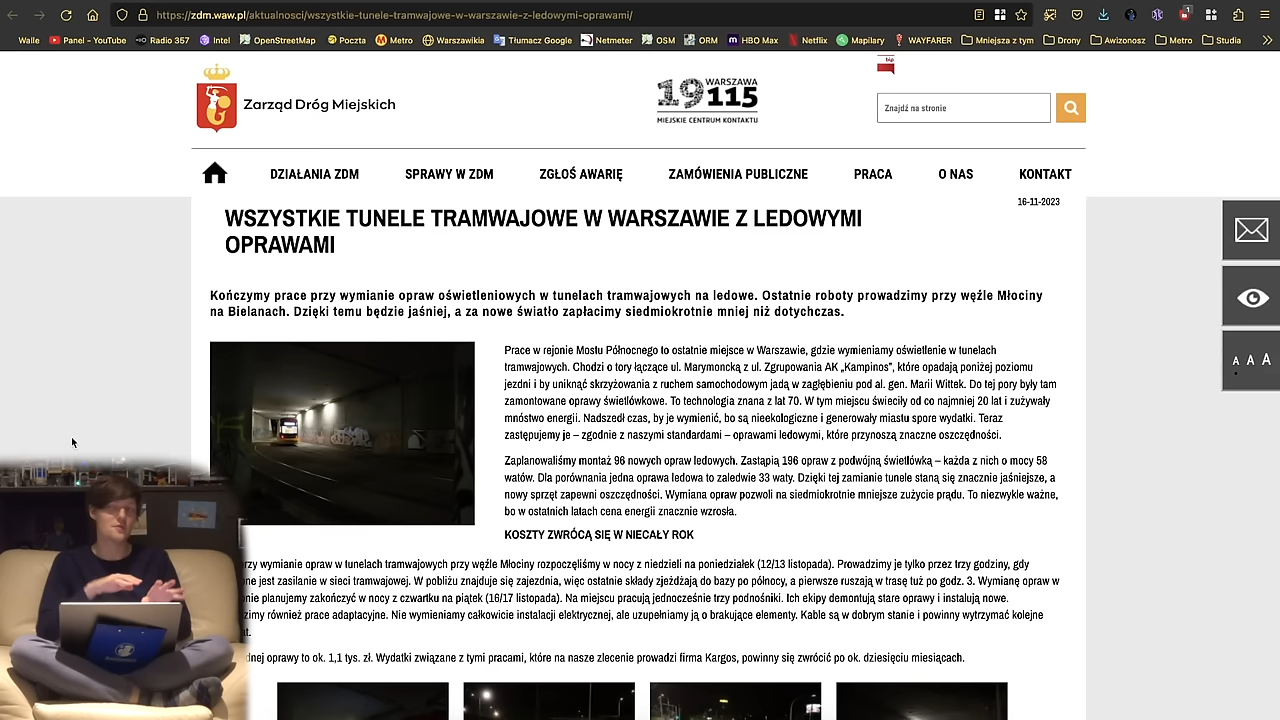 https://zdm.waw.pl/aktualnosci/wszystkie-tunele-tramwajowe-w-warszawie-z-ledowymi-oprawami/
Walle Panel - YouTube Radio 357 Intel OpenStreetMap Poczta Metro Warszawikia Tłumacz Google Netmeter OSM ORM HBO Max Netflix Mapilary WAYFARER Mniejsza z tym Drony Awizonosz Metro Studia
bip
Zarząd Dróg Miejskich
WARSZAWA
19115
MIEJSKIE CENTRUM KONTAKTU
Znajdź na stronie
DZIAŁANIA ZDM SPRAWY W ZDM ZGŁOŚ AWARIĘ ZAMÓWIENIA PUBLICZNE PRACA O NAS KONTAKT
16-11-2023
WSZYSTKIE TUNELE TRAMWAJOWE W WARSZAWIE Z LEDOWYMI
OPRAWAMI
A A A
Kończymy prace przy wymianie opraw oświetleniowych w tunelach tramwajowych na ledowe. Ostatnie roboty prowadzimy przy węźle Młociny
na Bielanach. Dzięki temu będzie jaśniej, a za nowe światło zapłacimy siedmiokrotnie mniej niż dotychczas.
Prace w rejonie Mostu Północnego to ostatnie miejsce w Warszawie, gdzie wymieniamy oświetlenie w tunelach
tramwajowych. Chodzi o tory łączące ul. Marymoncką z ul. Zgrupowania AK „Kampinos”, które opadają poniżej poziomu
jezdni i by uniknąć skrzyżowania z ruchem samochodowym jadą w zagłębieniu pod al. gen. Marii Wittek. Do tej pory były tam
zamontowane oprawy świetlówkowe. To technologia znana z lat 70. W tym miejscu świeciły od co najmniej 20 lat i zużywały
mnóstwo energii. Nadszedł czas, by je wymienić, bo są nieekologiczne i generowały miastu spore wydatki. Teraz
zastępujemy je – zgodnie z naszymi standardami – oprawami ledowymi, które przynoszą znaczne oszczędności.
Zaplanowaliśmy montaż 96 nowych opraw ledowych. Zastąpią 196 opraw z podwójną świetlówką – każda z nich o mocy 58
watów. Dla porównania jedna oprawa ledowa to zaledwie 33 waty. Dzięki tej zamianie tunele staną się znacznie jaśniejsze, a
nowy sprzęt zapewni oszczędności. Wymiana opraw pozwoli na siedmiokrotnie mniejsze zużycie prądu. To niezwykle ważne,
bo w ostatnich latach cena energii znacznie wzrosła.
KOSZTY ZWRÓCĄ SIĘ W NIECAŁY ROK
rzy wymianie opraw w tunelach tramwajowych przy węźle Młociny rozpoczęliśmy w nocy z niedzieli na poniedziałek (12/13 listopada). Prowadzimy je tylko przez trzy godziny, gdy
one jest zasilanie w sieci tramwajowej. W pobliżu znajduje się zajezdnia, więc ostatnie składy zjeżdżają do bazy po północy, a pierwsze ruszają w trasę tuż po godz. 3. Wymianę opraw w
nie planujemy zakończyć w nocy z czwartku na piątek (16/17 listopada). Na miejscu pracują jednocześnie trzy podnośniki. Ich ekipy demontują stare oprawy i instalują nowe.
zimy również prace adaptacyjne. Nie wymieniamy całkowicie instalacji elektrycznej, ale uzupełniamy ją o brakujące elementy. Kable są w dobrym stanie i powinny wytrzymać kolejne
at.
dnej oprawy to ok. 1,1 tys. zł. Wydatki związane z tymi pracami, które na nasze zlecenie prowadzi firma Kargos, powinny się zwrócić po ok. dziesięciu miesiącach.